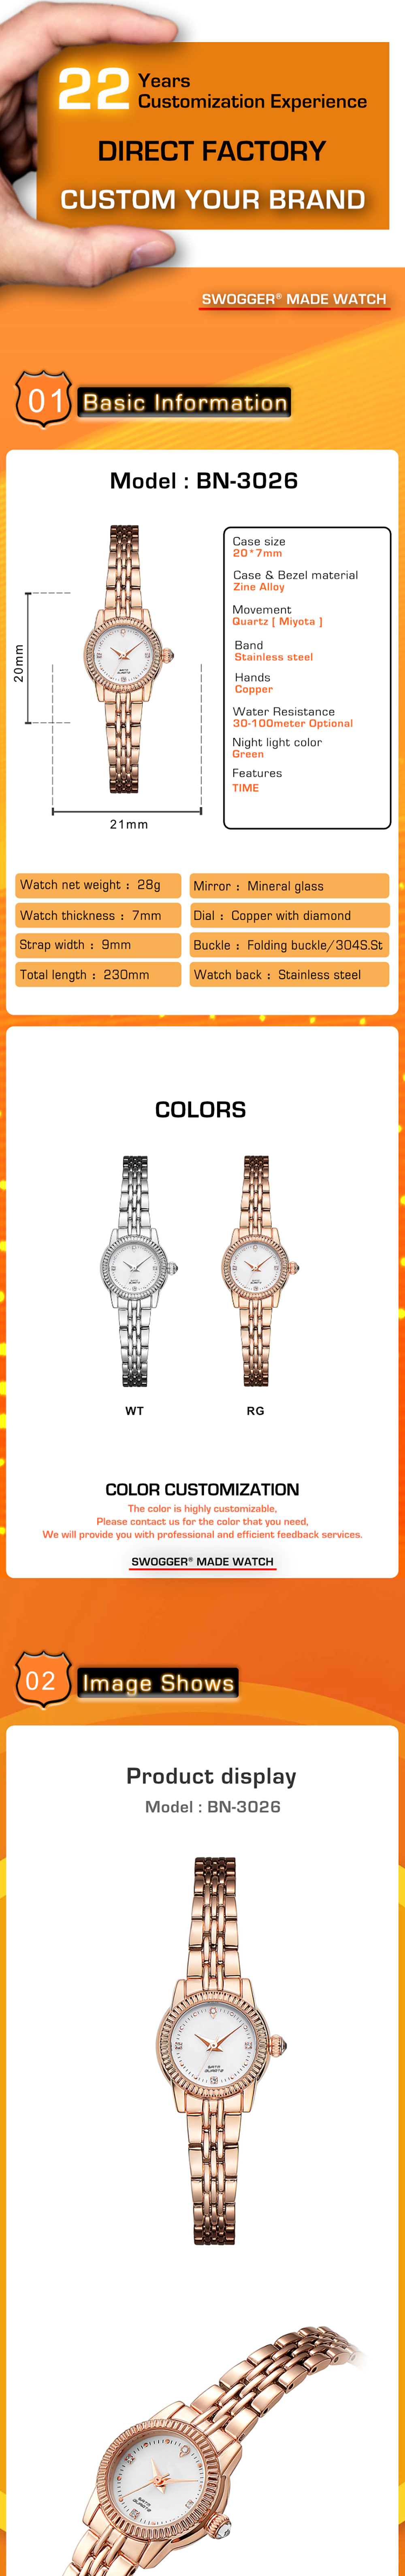 22 Years
Customization Experience
DIRECT FACTORY
CUSTOM YOUR BRAND
SWOGGER® MADE WATCH
01 Basic Information
Model : BN-3026
20mm
21mm
Case size
20*7mm
Case & Bezel material
Zine Alloy
Movement
Quartz [ Miyota ]
Band
Stainless steel
Hands
Copper
Water Resistance
30-100meter Optional
Night light color
Green
Features
TIME
Watch net weight : 28g
Mirror : Mineral glass
Watch thickness : 7mm
Dial : Copper with diamond
Strap width : 9mm
Buckle : Folding buckle/304S.St
Total length : 230mm
Watch back : Stainless steel
COLORS
WT
RG
COLOR CUSTOMIZATION
The color is highly customizable,
Please contact us for the color that you need,
We will provide you with professional and efficient feedback services.
SWOGGER® MADE WATCH
02 Image Shows
Product display
Model : BN-3026
QUARTZ
QUARTZ